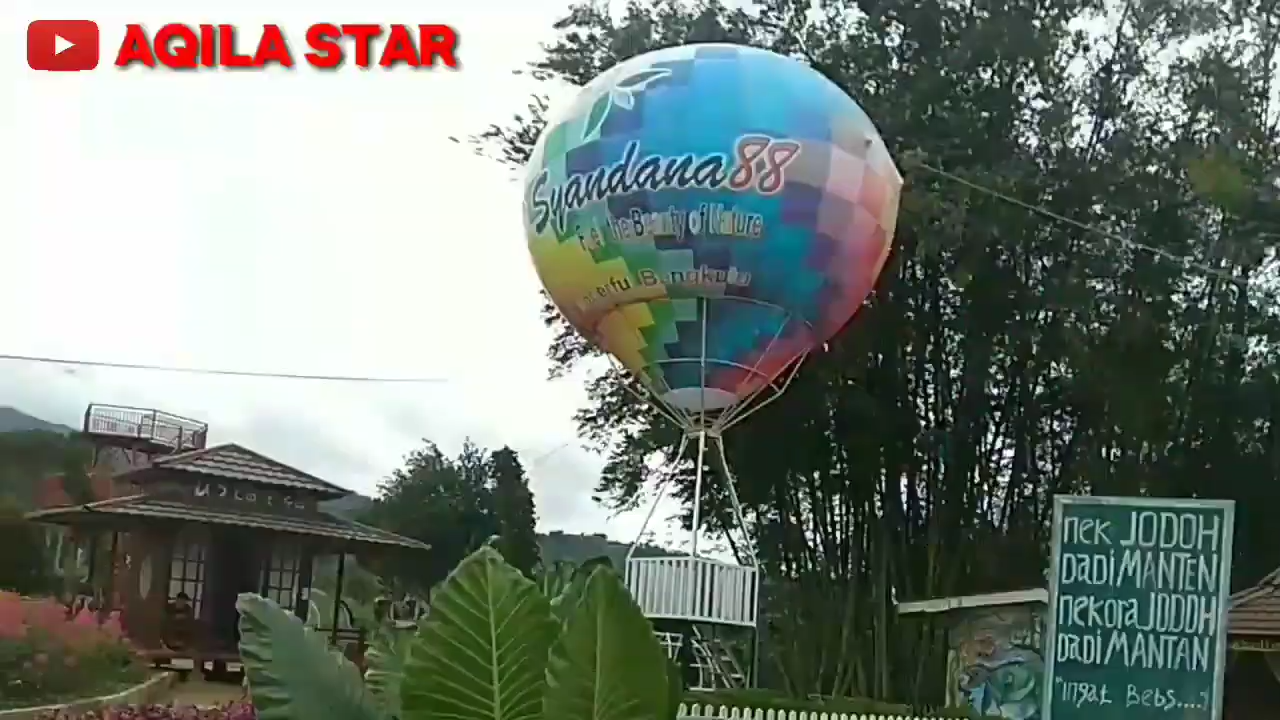 AQILA STAR
Syandana88
the Beauty of Nature
nek JODOH
DaDi MANTEN
nekora JODOH
DaDi MANTAN
"ingat Bebs....!